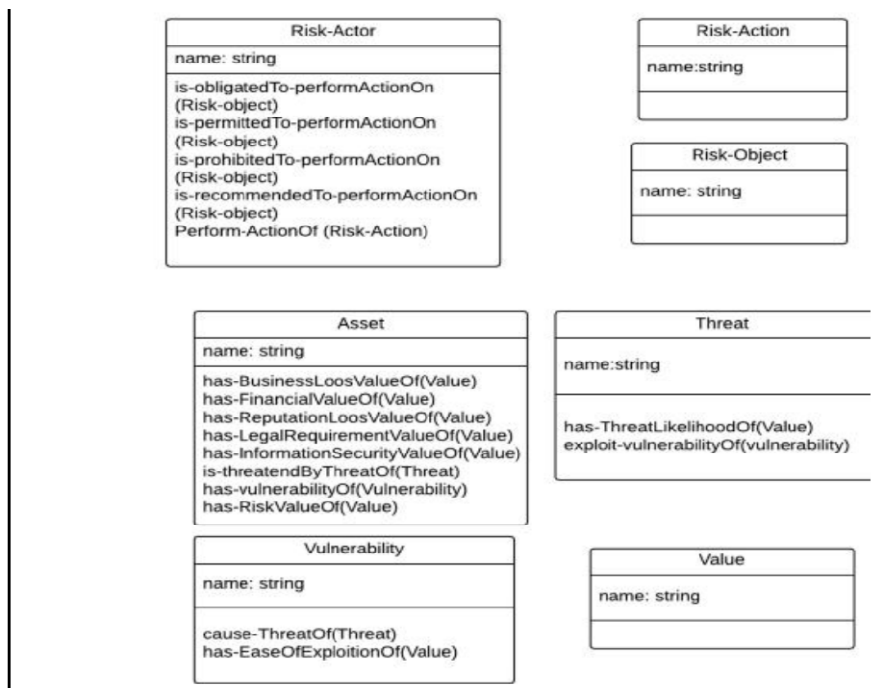 Risk-Actor
name: string
is-obligatedTo-performActionOn
(Risk-object)
is-permittedTo-performActionOn
(Risk-object)
is-prohibitedTo-performActionOn
(Risk-object)
is-recommendedTo-performActionOn
(Risk-object)
Perform-ActionOf (Risk-Action)
Risk-Action
name:string
Risk-Object
name: string
Asset
name: string
has-BusinessLoosValueOf(Value)
has-FinancialValueOf(Value)
has-ReputationLoosValueOf(Value)
has-LegalRequirementValueOf(Value)
has-InformationSecurityValueOf(Value)
is-threatendByThreatOf(Threat)
has-vulnerabilityOf(Vulnerability)
has-RiskValueOf(Value)
Threat
name:string
has-ThreatLikelihoodOf(Value)
exploit-vulnerabilityOf(vulnerability)
Vulnerability
name: string
cause-ThreatOf(Threat)
has-EaseOfExploitionOf(Value)
Value
name: string